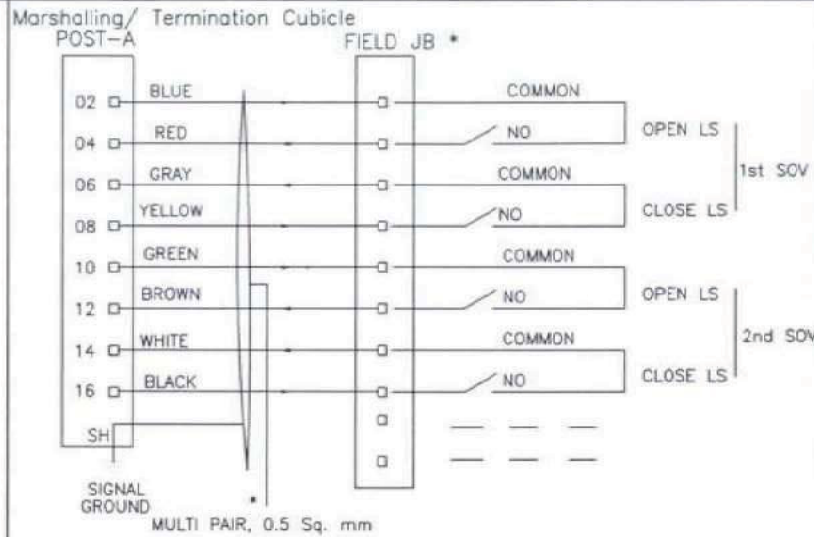 Marshalling/ Termination Cubicle
POST-A
FIELD JB *
02 BLUE COMMON
04 RED NO OPEN LS
1st SOV
06 GRAY COMMON
08 YELLOW NO CLOSE LS
10 GREEN COMMON
12 BROWN NO OPEN LS
2nd SOV
14 WHITE COMMON
16 BLACK NO CLOSE LS
SH
SIGNAL
GROUND
*
MULTI PAIR, 0.5 Sq. mm